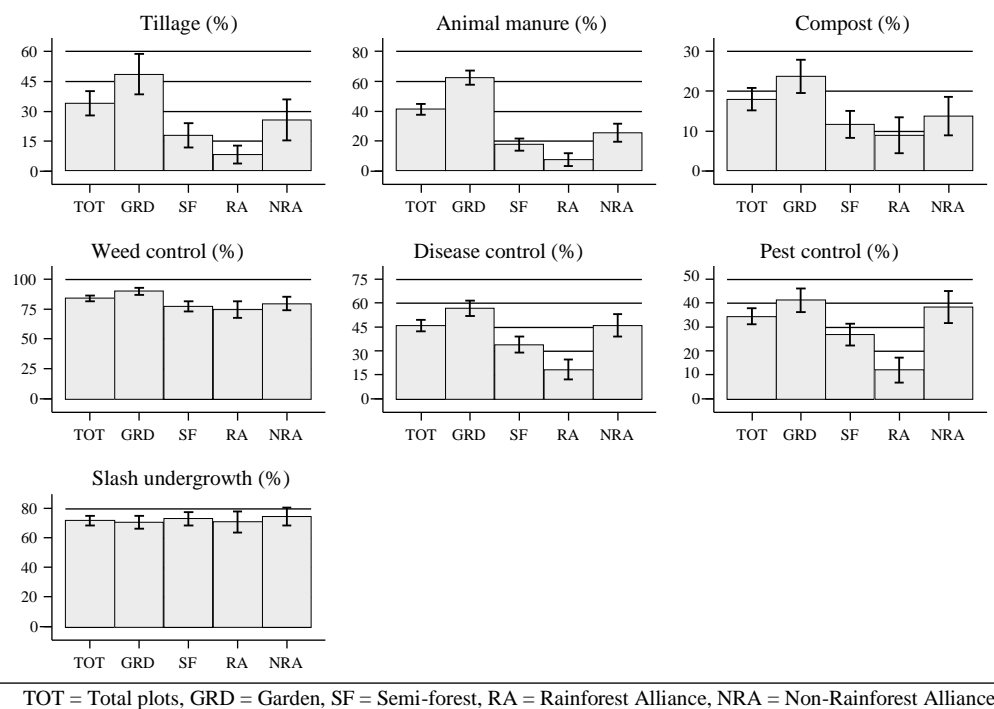 Tillage (%)
60
45
30
15
0
TOT GRD SF RA NRA
Animal manure (%)
80
60
40
20
0
TOT GRD SF RA NRA
Compost (%)
30
20
10
0
TOT GRD SF RA NRA
Weed control (%)
100
75
50
25
0
TOT GRD SF RA NRA
Disease control (%)
75
60
45
30
15
0
TOT GRD SF RA NRA
Pest control (%)
50
40
30
20
10
0
TOT GRD SF RA NRA
Slash undergrowth (%)
80
60
40
20
0
TOT GRD SF RA NRA
TOT = Total plots, GRD = Garden, SF = Semi-forest, RA = Rainforest Alliance, NRA = Non-Rainforest Alliance